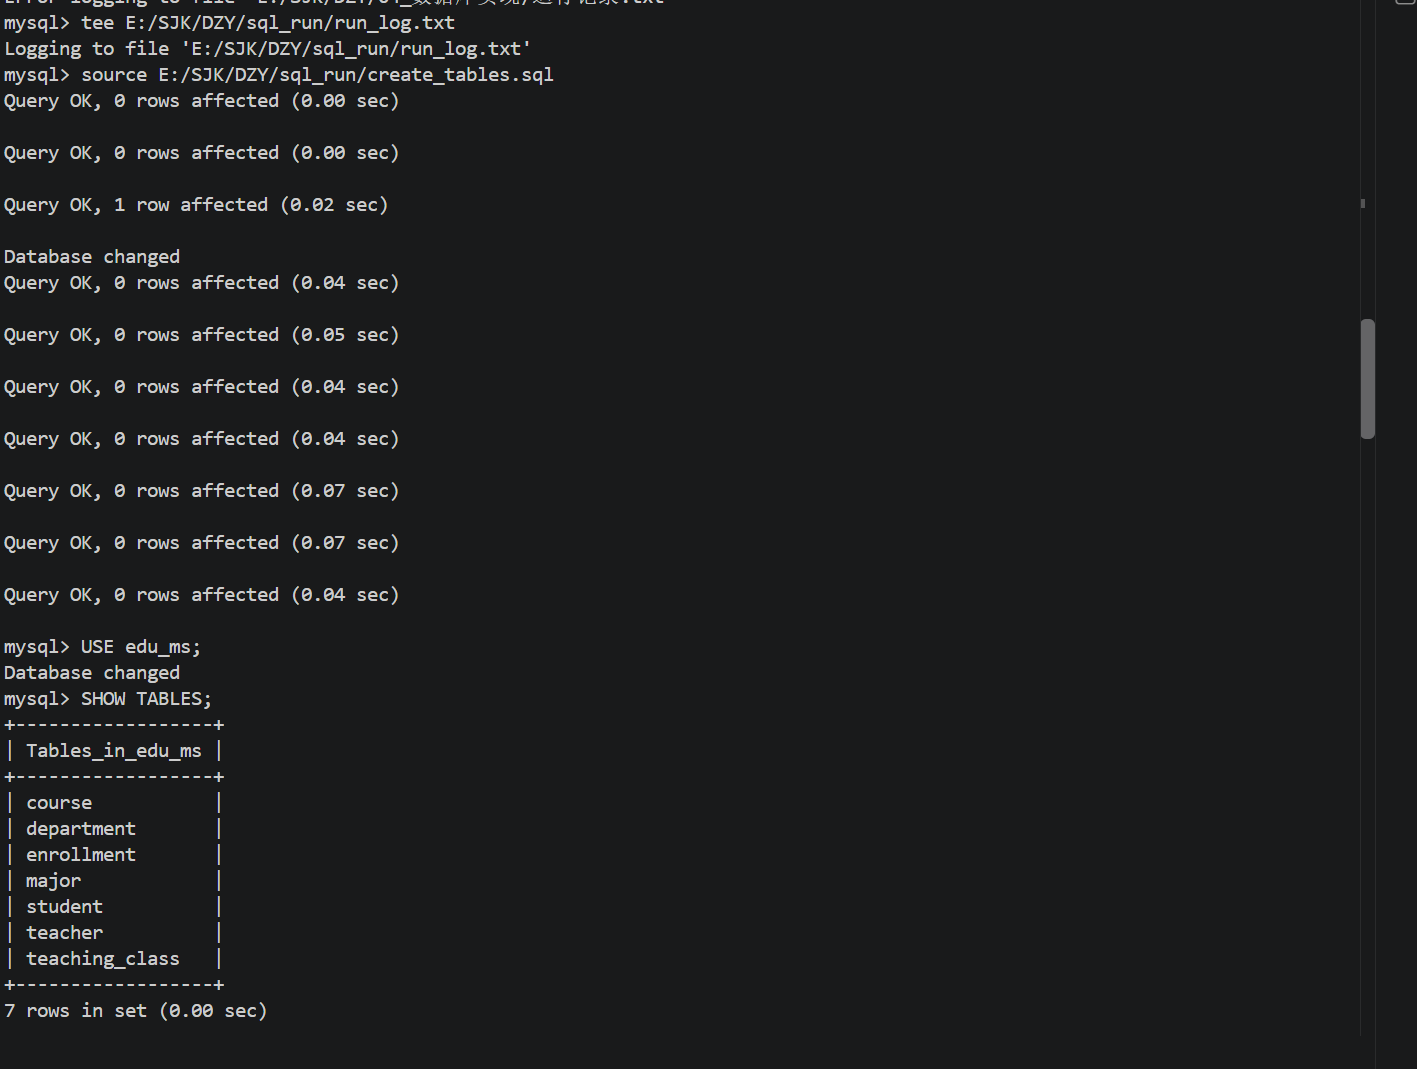 mysql> tee E:/SJK/DZY/sql_run/run_log.txt
Logging to file 'E:/SJK/DZY/sql_run/run_log.txt'
mysql> source E:/SJK/DZY/sql_run/create_tables.sql
Query OK, 0 rows affected (0.00 sec)

Query OK, 0 rows affected (0.00 sec)

Query OK, 1 row affected (0.02 sec)

Database changed
Query OK, 0 rows affected (0.04 sec)

Query OK, 0 rows affected (0.05 sec)

Query OK, 0 rows affected (0.04 sec)

Query OK, 0 rows affected (0.04 sec)

Query OK, 0 rows affected (0.07 sec)

Query OK, 0 rows affected (0.07 sec)

Query OK, 0 rows affected (0.04 sec)

mysql> USE edu_ms;
Database changed
mysql> SHOW TABLES;
+------------------+
| Tables_in_edu_ms |
+------------------+
| course           |
| department       |
| enrollment       |
| major            |
| student          |
| teacher          |
| teaching_class   |
+------------------+
7 rows in set (0.00 sec)